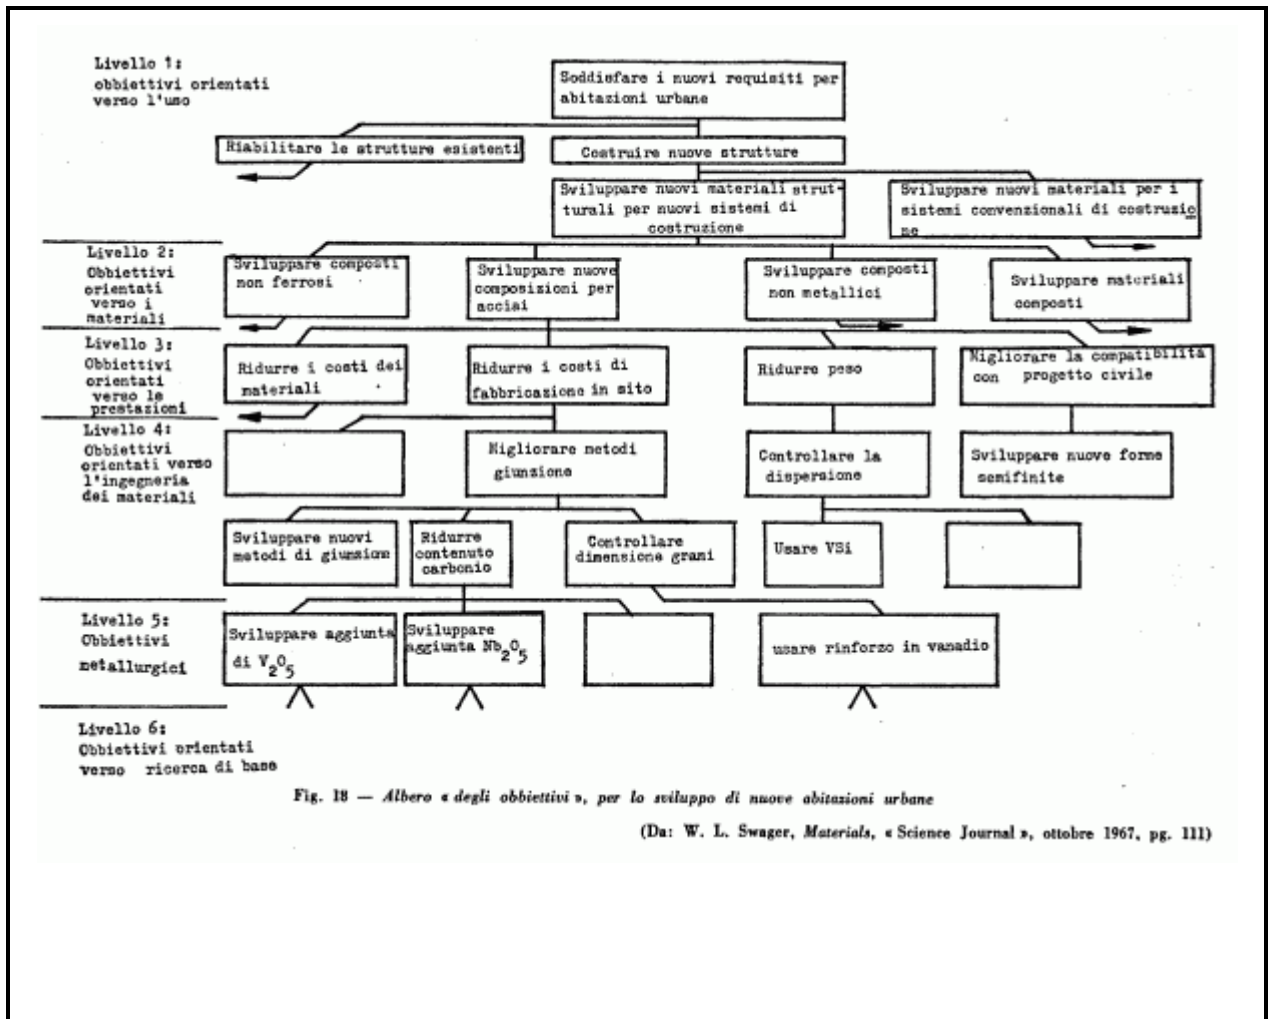 Livello 1:
obbiettivi orientati
verso l'uso
Soddisfare i nuovi requisiti per
abitazioni urbane
Riabilitare le strutture esistenti
Costruire nuove strutture
Sviluppare nuovi materiali strut-
turali per nuovi sistemi di
costruzione
Sviluppare nuovi materiali per i
sistemi convenzionali di costruzio
ne
Livello 2:
Obbiettivi
orientati
verso i
materiali
Sviluppare composti
non ferrosi
Sviluppare nuove
composizioni per
acciai
Sviluppare composti
non metallici
Sviluppare materiali
composti
Livello 3:
Obbiettivi
orientati
verso le
prestazioni
Ridurre i costi dei
materiali
Ridurre i costi di
fabbricazione in sito
Ridurre peso
Migliorare la compatibilità
con progetto civile
Livello 4:
Obbiettivi
orientati verso
l'ingegneria
dei materiali
Migliorare metodi
giunzione
Controllare la
dispersione
Sviluppare nuove forme
semifinite
Sviluppare nuovi
metodi di giunzione
Ridurre
contenuto
carbonio
Controllare
dimensione grani
Usare VSi
Livello 5:
Obbiettivi
metallurgici
Sviluppare aggiunta
di V2O5
Sviluppare
aggiunta Nb2O5
usare rinforzo in vanadio
Livello 6:
Obbiettivi orientati
verso ricerca di base
Fig. 18 — Albero « degli obbiettivi », per lo sviluppo di nuove abitazioni urbane
(Da: W. L. Swager, Materials, « Science Journal », ottobre 1967, pg. 111)